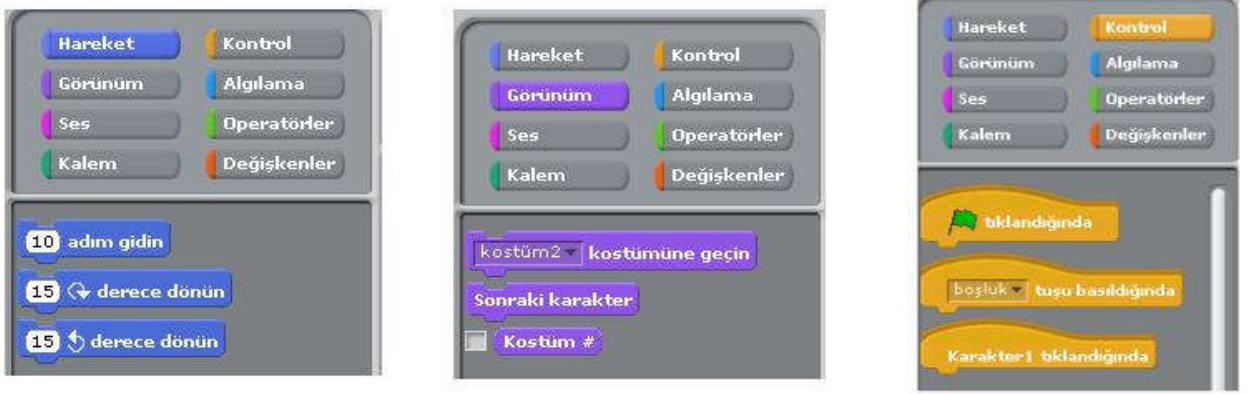 Hareket Kontrol
Görünüm Algılama
Ses Operatörler
Kalem Değişkenler
10 adım gidin
15 derece dönün
15 derece dönün
Hareket Kontrol
Görünüm Algılama
Ses Operatörler
Kalem Değişkenler
kostüm2 kostümüne geçin
Sonraki karakter
Kostüm #
Hareket Kontrol
Görünüm Algılama
Ses Operatörler
Kalem Değişkenler
tıklandığında
boşluk tuşu basıldığında
Karakter1 tıklandığında